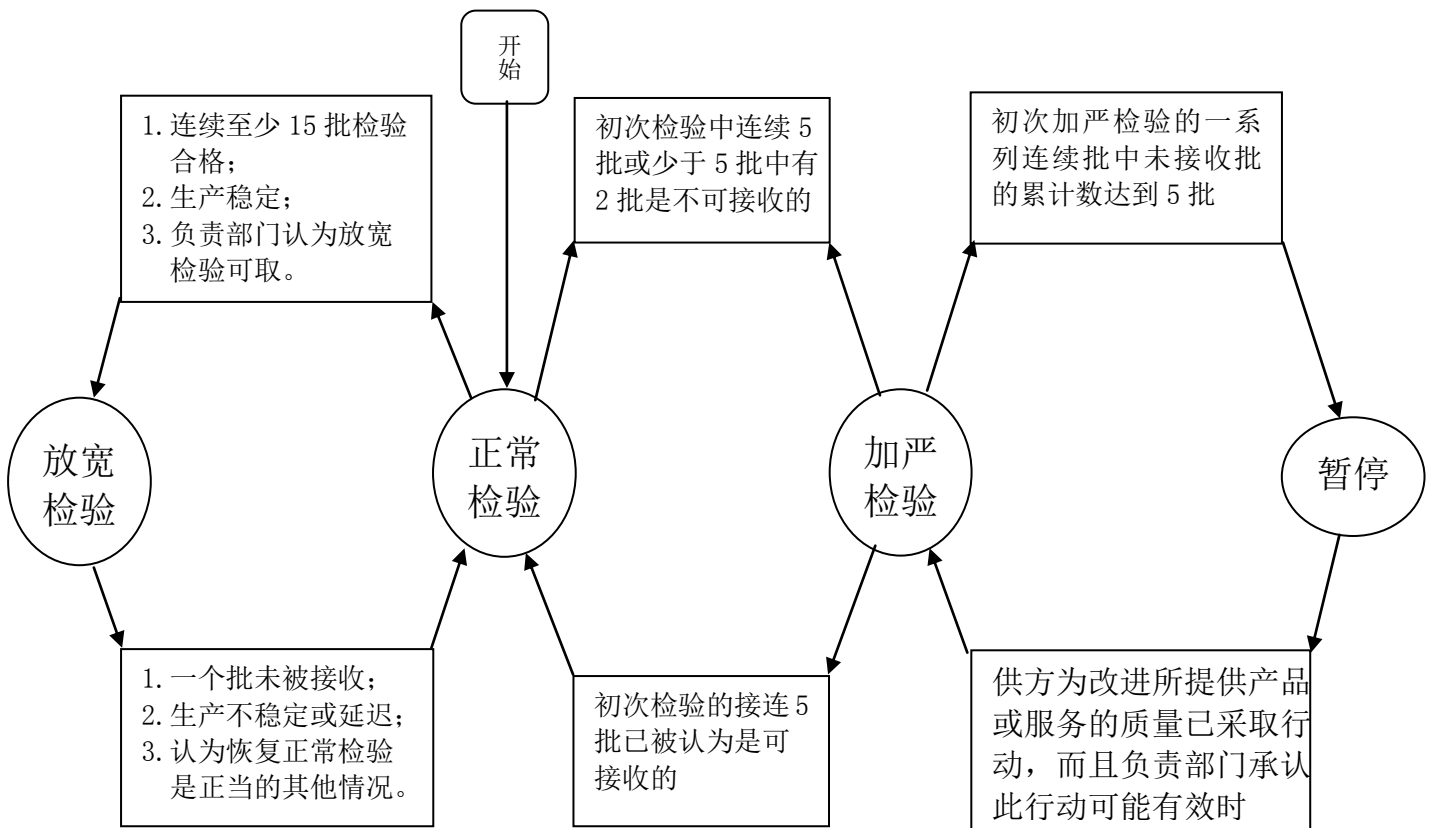 开
始
1. 连续至少 15 批检验
合格；
2. 生产稳定；
3. 负责部门认为放宽
检验可取。
初次检验中连续 5
批或少于 5 批中有
2 批是不可接收的
初次加严检验的一系
列连续批中未接收批
的累计数达到 5 批
放宽
检验
正常
检验
加严
检验
暂停
1. 一个批未被接收；
2. 生产不稳定或延迟；
3. 认为恢复正常检验
是正当的其他情况。
初次检验的接连 5
批已被认为是可
接收的
供方为改进所提供产品
或服务的质量已采取行
动，而且负责部门承认
此行动可能有效时